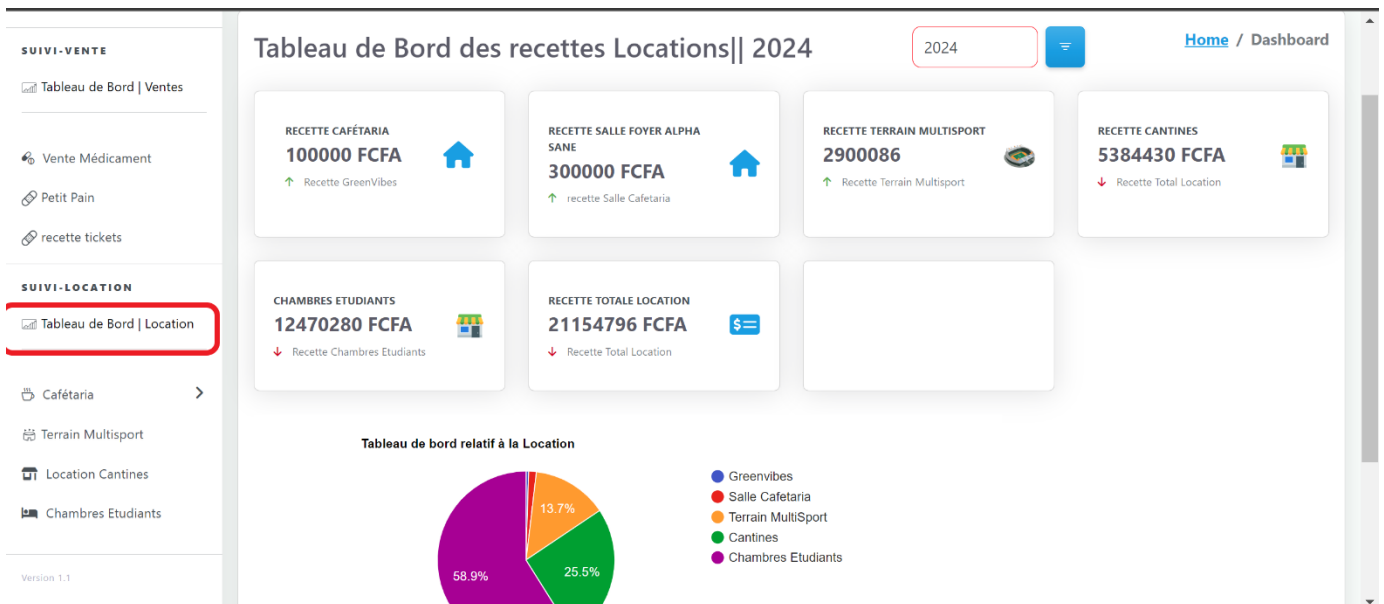 SUIVI-VENTE
Tableau de Bord | Ventes
Vente Médicament
Petit Pain
recette tickets
SUIVI-LOCATION
Tableau de Bord | Location
Cafétaria
Terrain Multisport
Location Cantines
Chambres Etudiants
Version 1.1
Tableau de Bord des recettes Locations|| 2024
2024
Home / Dashboard
RECETTE CAFÉTARIA
100000 FCFA
Recette GreenVibes
RECETTE SALLE FOYER ALPHA
SANE
300000 FCFA
recette Salle Cafetaria
RECETTE TERRAIN MULTISPORT
2900086
Recette Terrain Multisport
RECETTE CANTINES
5384430 FCFA
Recette Total Location
CHAMBRES ETUDIANTS
12470280 FCFA
Recette Chambres Etudiants
RECETTE TOTALE LOCATION
21154796 FCFA
Recette Total Location
Tableau de bord relatif à la Location
13.7%
25.5%
58.9%
Greenvibes
Salle Cafetaria
Terrain MultiSport
Cantines
Chambres Etudiants